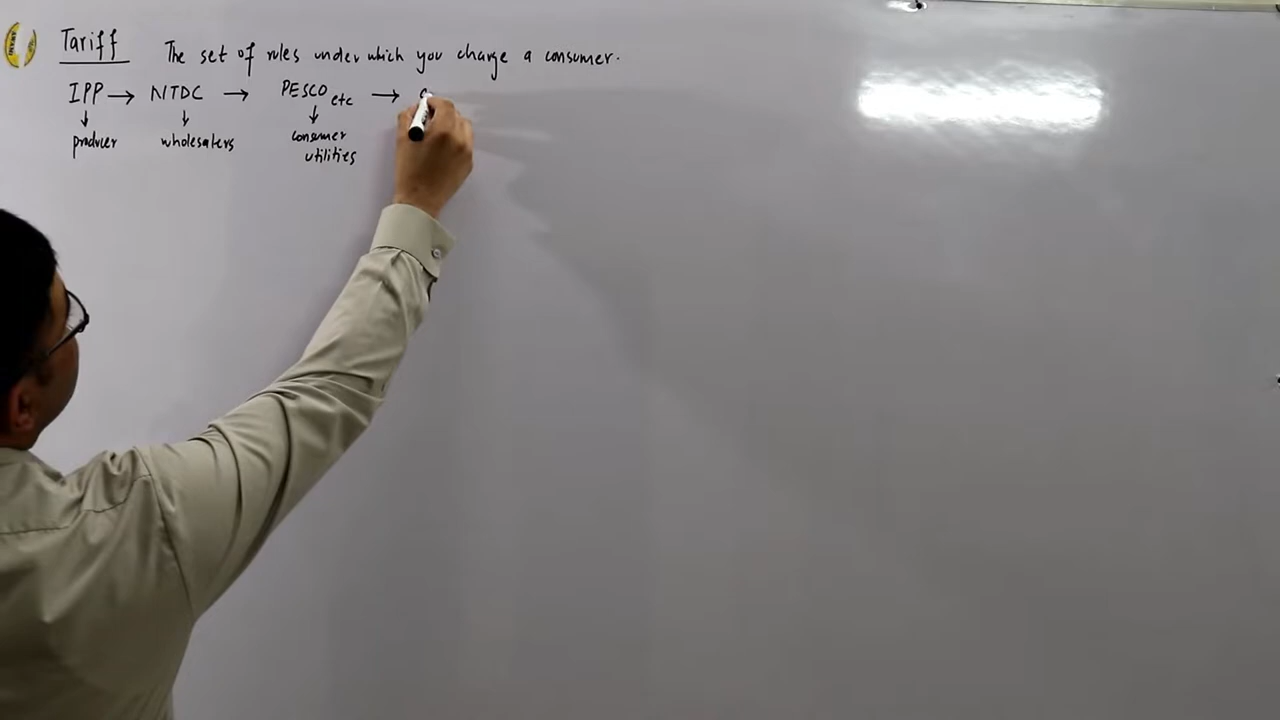 Tariff The set of rules under which you charge a consumer.
IPP → NTDC → PESCO etc →
↓ ↓ ↓
producer wholesalers consumer
utilities